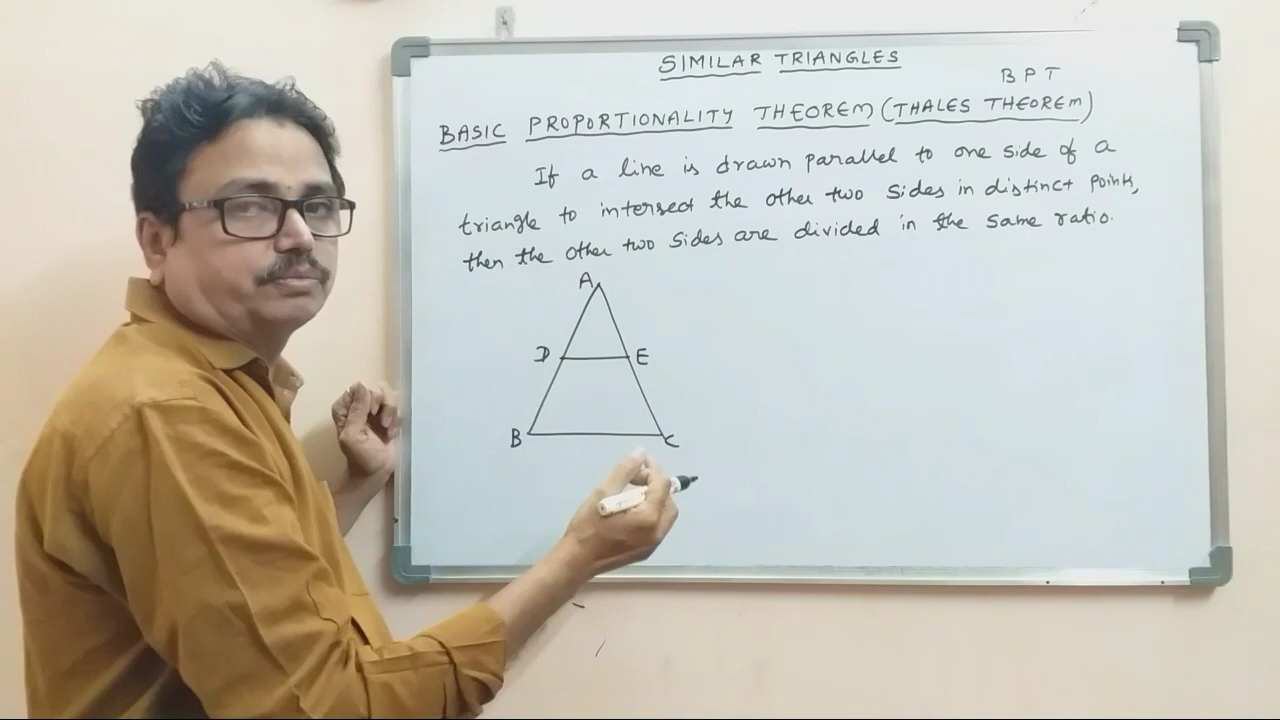 SIMILAR TRIANGLES
BPT
BASIC PROPORTIONALITY THEOREM (THALES THEOREM)
If a line is drawn parallel to one side of a
triangle to intersect the other two sides in distinct points,
then the other two sides are divided in the same ratio.
A
D E
B C